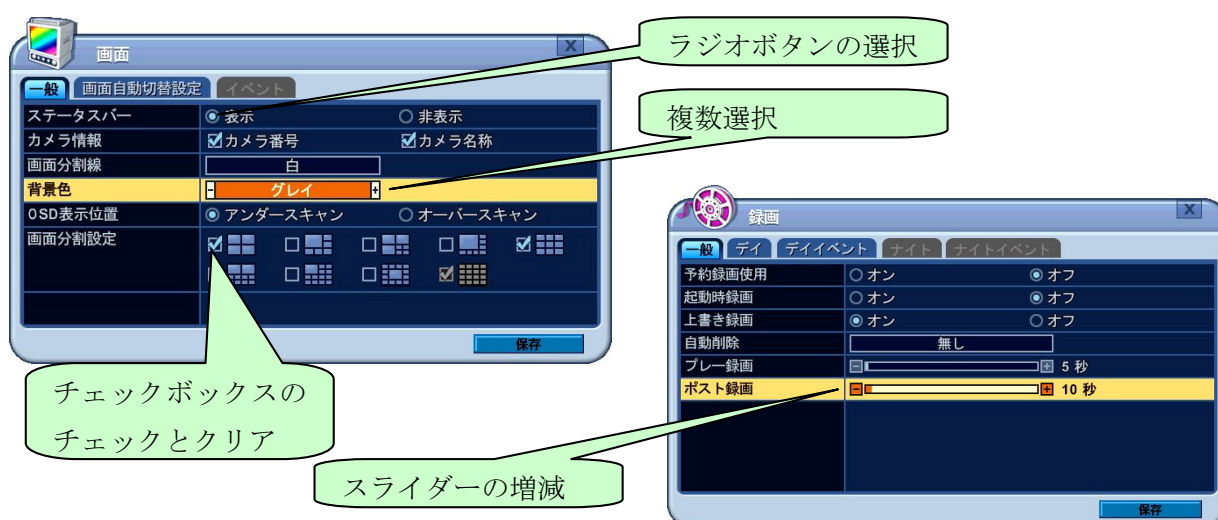 ラジオボタンの選択
複数選択
画面
X
一般 画面自動切替設定 イベント
ステータスバー 表示 非表示
カメラ情報 カメラ番号 カメラ名称
画面分割線 白
背景色 - グレイ +
OSD表示位置 アンダースキャン オーバースキャン
画面分割設定
保存
チェックボックスの
チェックとクリア
録画
X
一般 デイ デイイベント ナイト ナイトイベント
予約録画使用 オン オフ
起動時録画 オン オフ
上書き録画 オン オフ
自動削除 無し
プレー録画 5 秒
ポスト録画 10 秒
保存
スライダーの増減